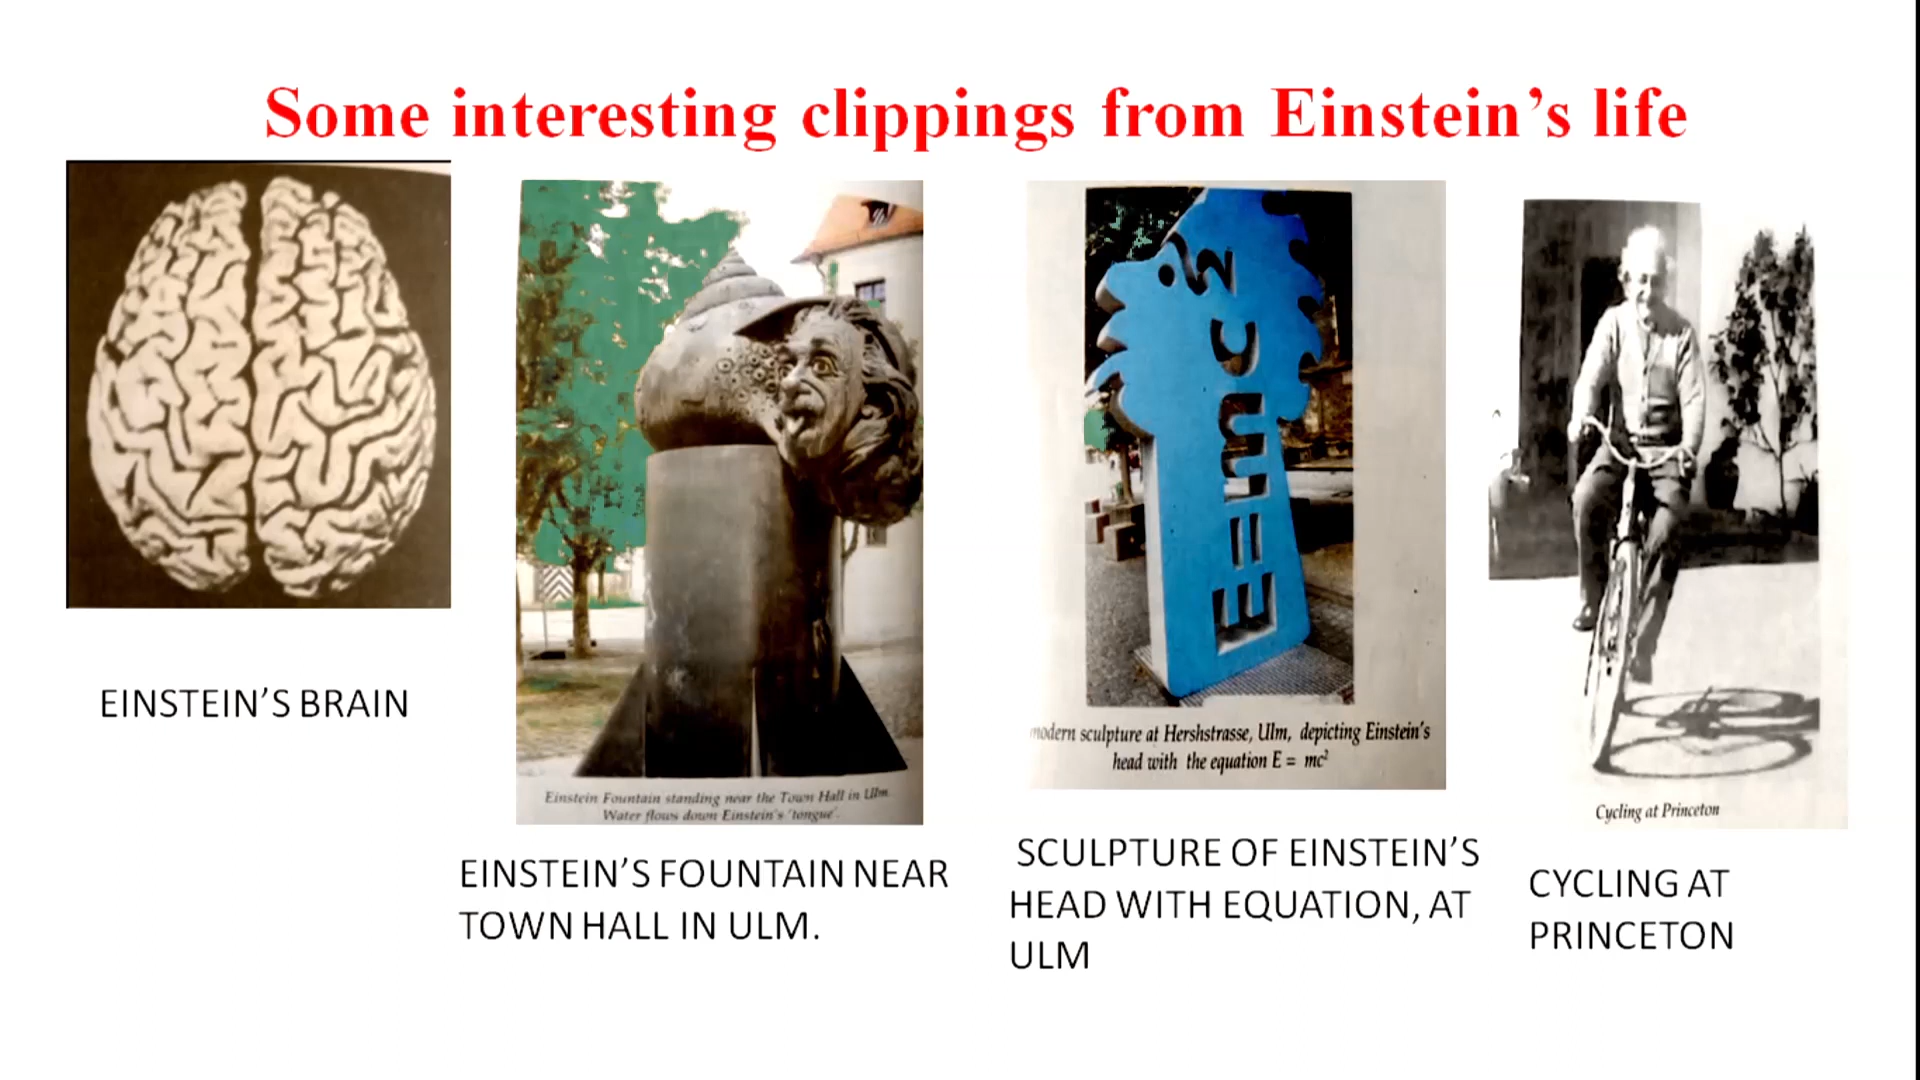 Some interesting clippings from Einstein's life
EINSTEIN'S BRAIN
Einstein Fountain standing near the Town Hall in Ulm.
Water flows down Einstein's 'tongue'.
EINSTEIN'S FOUNTAIN NEAR
TOWN HALL IN ULM.
E=mc²
modern sculpture at Hershstrasse, Ulm, depicting Einstein's
head with the equation E = mc²
SCULPTURE OF EINSTEIN'S
HEAD WITH EQUATION, AT
ULM
Cycling at Princeton
CYCLING AT
PRINCETON